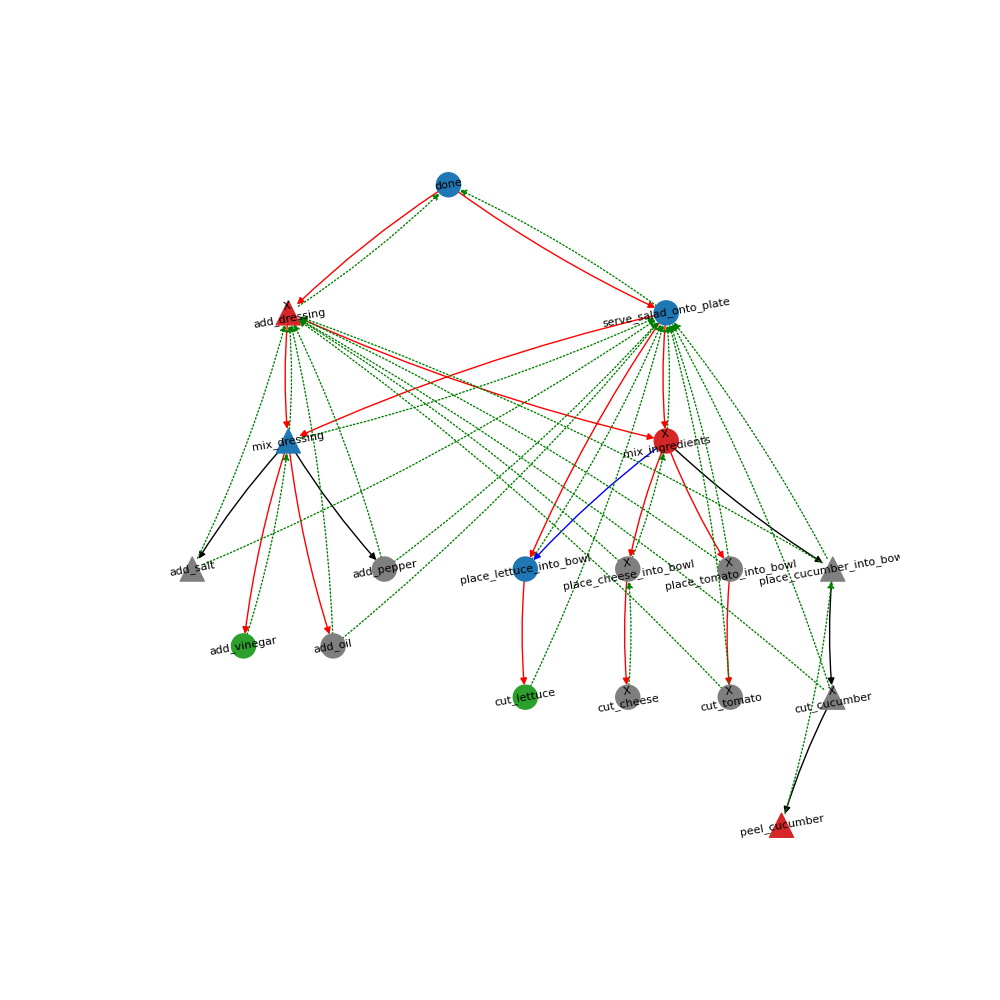 done
X
add_dressing
serve_salad_onto_plate
mix_dressing
X
mix_ingredients
add_salt
add_pepper
place_lettuce_into_bowl
X
place_cheese_into_bowl
X
place_tomato_into_bowl
place_cucumber_into_bow
add_vinegar
add_oil
cut_lettuce
X
cut_cheese
X
cut_tomato
X
cut_cucumber
peel_cucumber